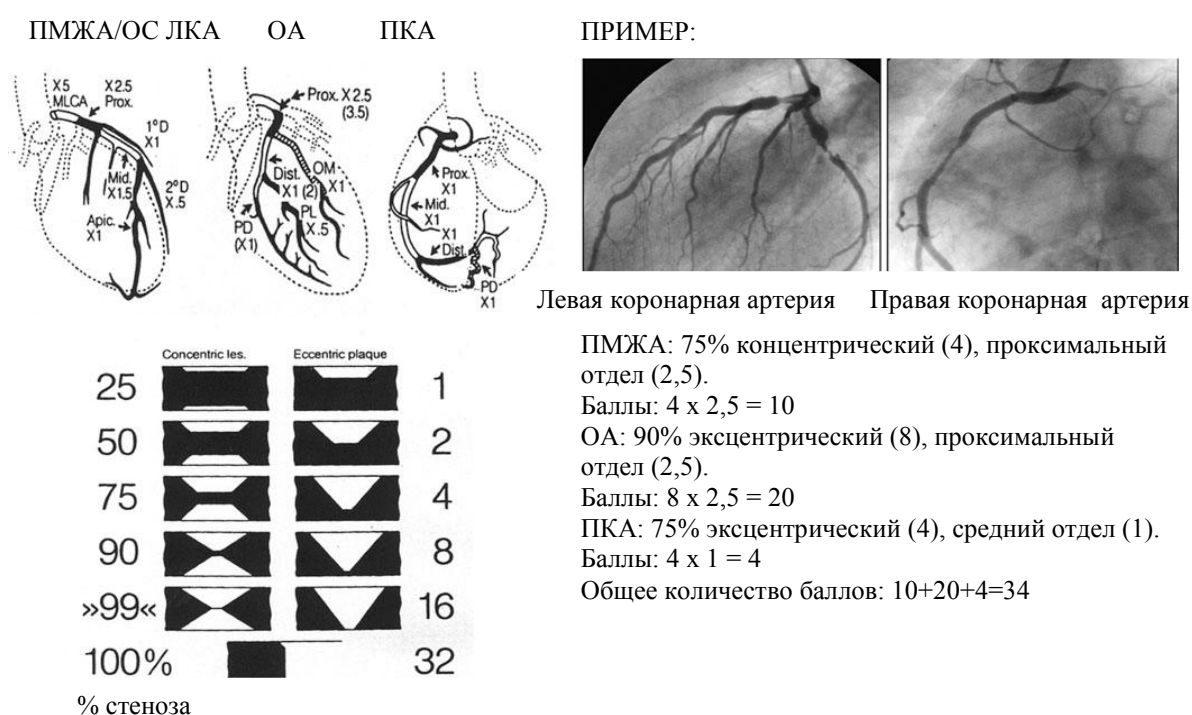 ПМЖА/ОС ЛКА ОА ПКА
X5
MLCA
X2.5
Prox.
1°D
X1
Mid.
X1.5
2°D
X.5
Apic.
X1
Prox. X2.5
(3.5)
Dist.
X1 (2)
OM
X1
PL
X.5
PD
(X1)
Prox.
X1
Mid.
X1
X1
Dist.
PD
X1
Concentric les. Eccentric plaque
25 1
50 2
75 4
90 8
»99« 16
100% 32
% стеноза
ПРИМЕР:
Левая коронарная артерия Правая коронарная артерия
ПМЖА: 75% концентрический (4), проксимальный
отдел (2,5).
Баллы: 4 x 2,5 = 10
ОА: 90% эксцентрический (8), проксимальный
отдел (2,5).
Баллы: 8 x 2,5 = 20
ПКА: 75% эксцентрический (4), средний отдел (1).
Баллы: 4 x 1 = 4
Общее количество баллов: 10+20+4=34